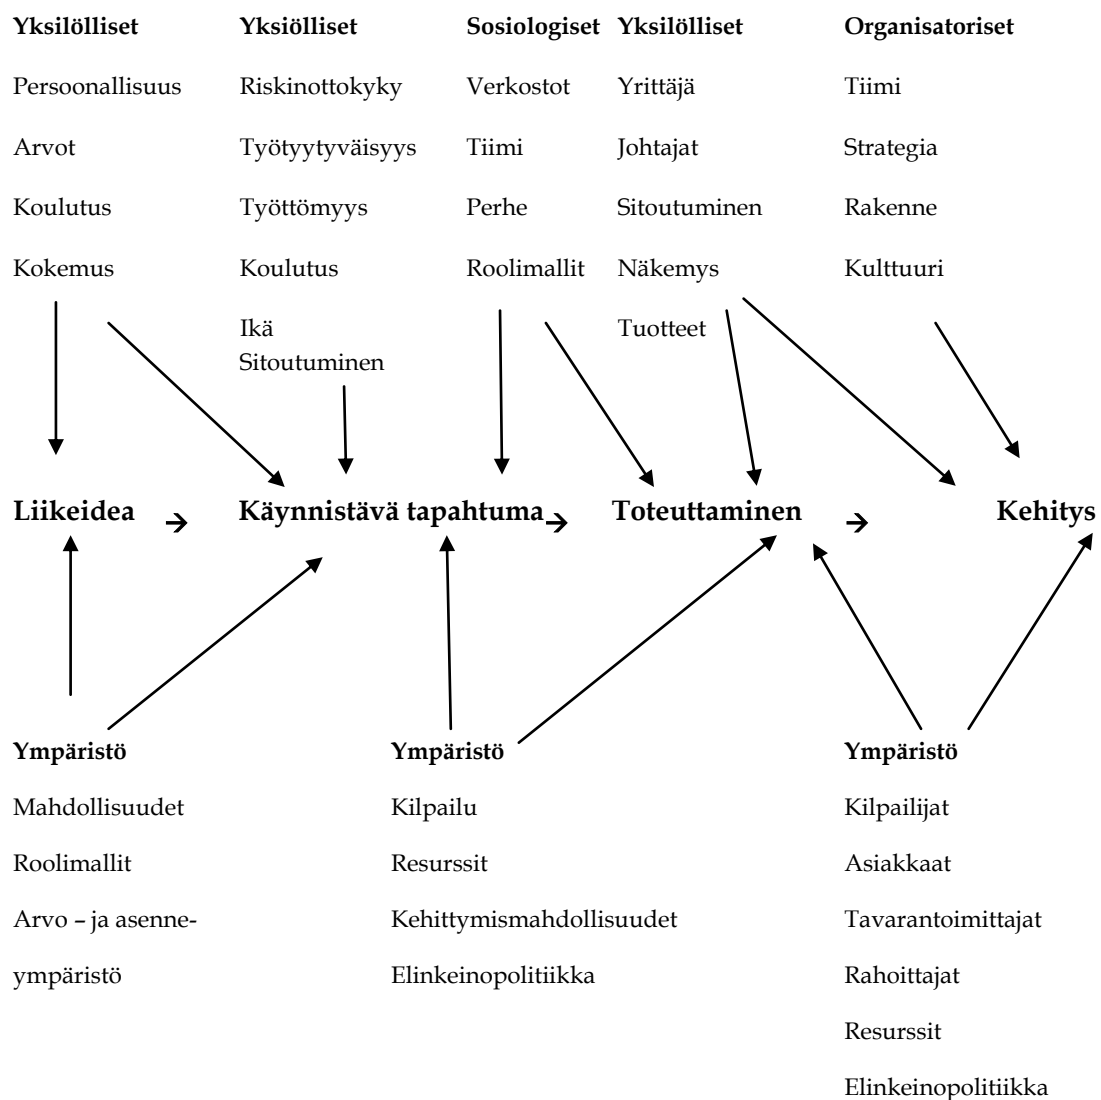 Yksilölliset
Persoonallisuus
Arvot
Koulutus
Kokemus
Yksiölliset
Riskinottokyky
Työtyytyväisyys
Työttömyys
Koulutus
Ikä
Sitoutuminen
Sosiologiset
Verkostot
Tiimi
Perhe
Roolimallit
Yksilölliset
Yrittäjä
Johtajat
Sitoutuminen
Näkemys
Tuotteet
Organisatoriset
Tiimi
Strategia
Rakenne
Kulttuuri
Liikeidea → Käynnistävä tapahtuma → Toteuttaminen → Kehitys
Ympäristö
Mahdollisuudet
Roolimallit
Arvo – ja asenne-
ympäristö
Ympäristö
Kilpailu
Resurssit
Kehittymismahdollisuudet
Elinkeinopolitiikka
Ympäristö
Kilpailijat
Asiakkaat
Tavarantoimittajat
Rahoittajat
Resurssit
Elinkeinopolitiikka